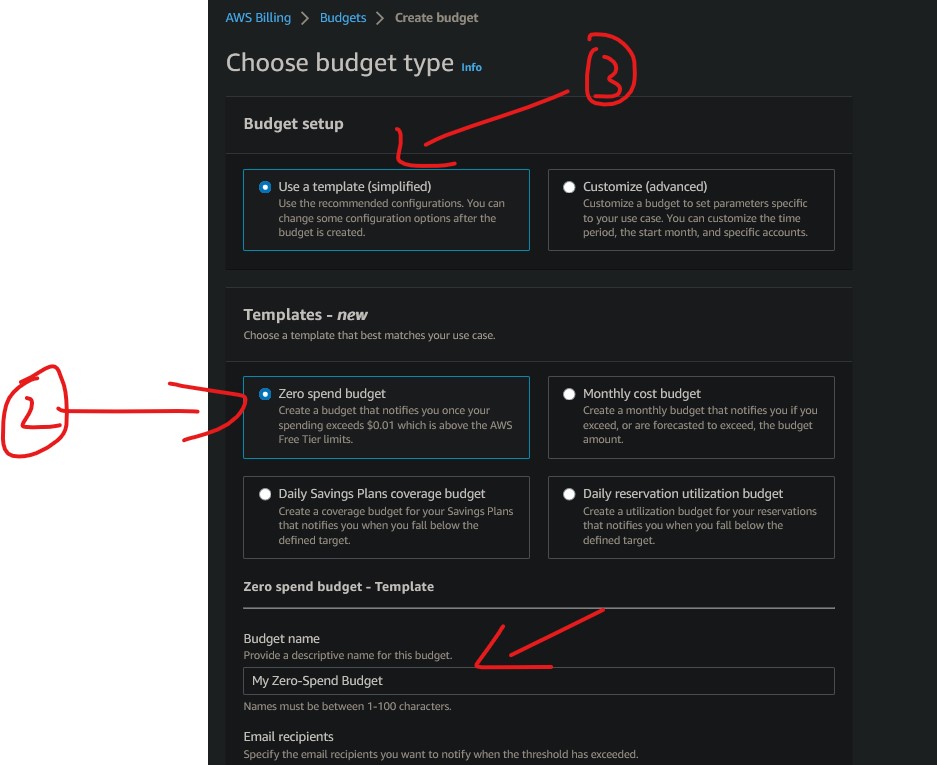 AWS Billing > Budgets > Create budget
Choose budget type Info
3
Budget setup
Use a template (simplified)
Use the recommended configurations. You can
change some configuration options after the
budget is created.
Customize (advanced)
Customize a budget to set parameters specific
to your use case. You can customize the time
period, the start month, and specific accounts.
Templates - new
Choose a template that best matches your use case.
2
Zero spend budget
Create a budget that notifies you once your
spending exceeds $0.01 which is above the AWS
Free Tier limits.
Monthly cost budget
Create a monthly budget that notifies you if you
exceed, or are forecasted to exceed, the budget
amount.
Daily Savings Plans coverage budget
Create a coverage budget for your Savings Plans
that notifies you when you fall below the
defined target.
Daily reservation utilization budget
Create a utilization budget for your reservations
that notifies you when you fall below the
defined target.
Zero spend budget - Template
Budget name
Provide a descriptive name for this budget.
My Zero-Spend Budget
Names must be between 1-100 characters.
Email recipients
Specify the email recipients you want to notify when the threshold has exceeded.